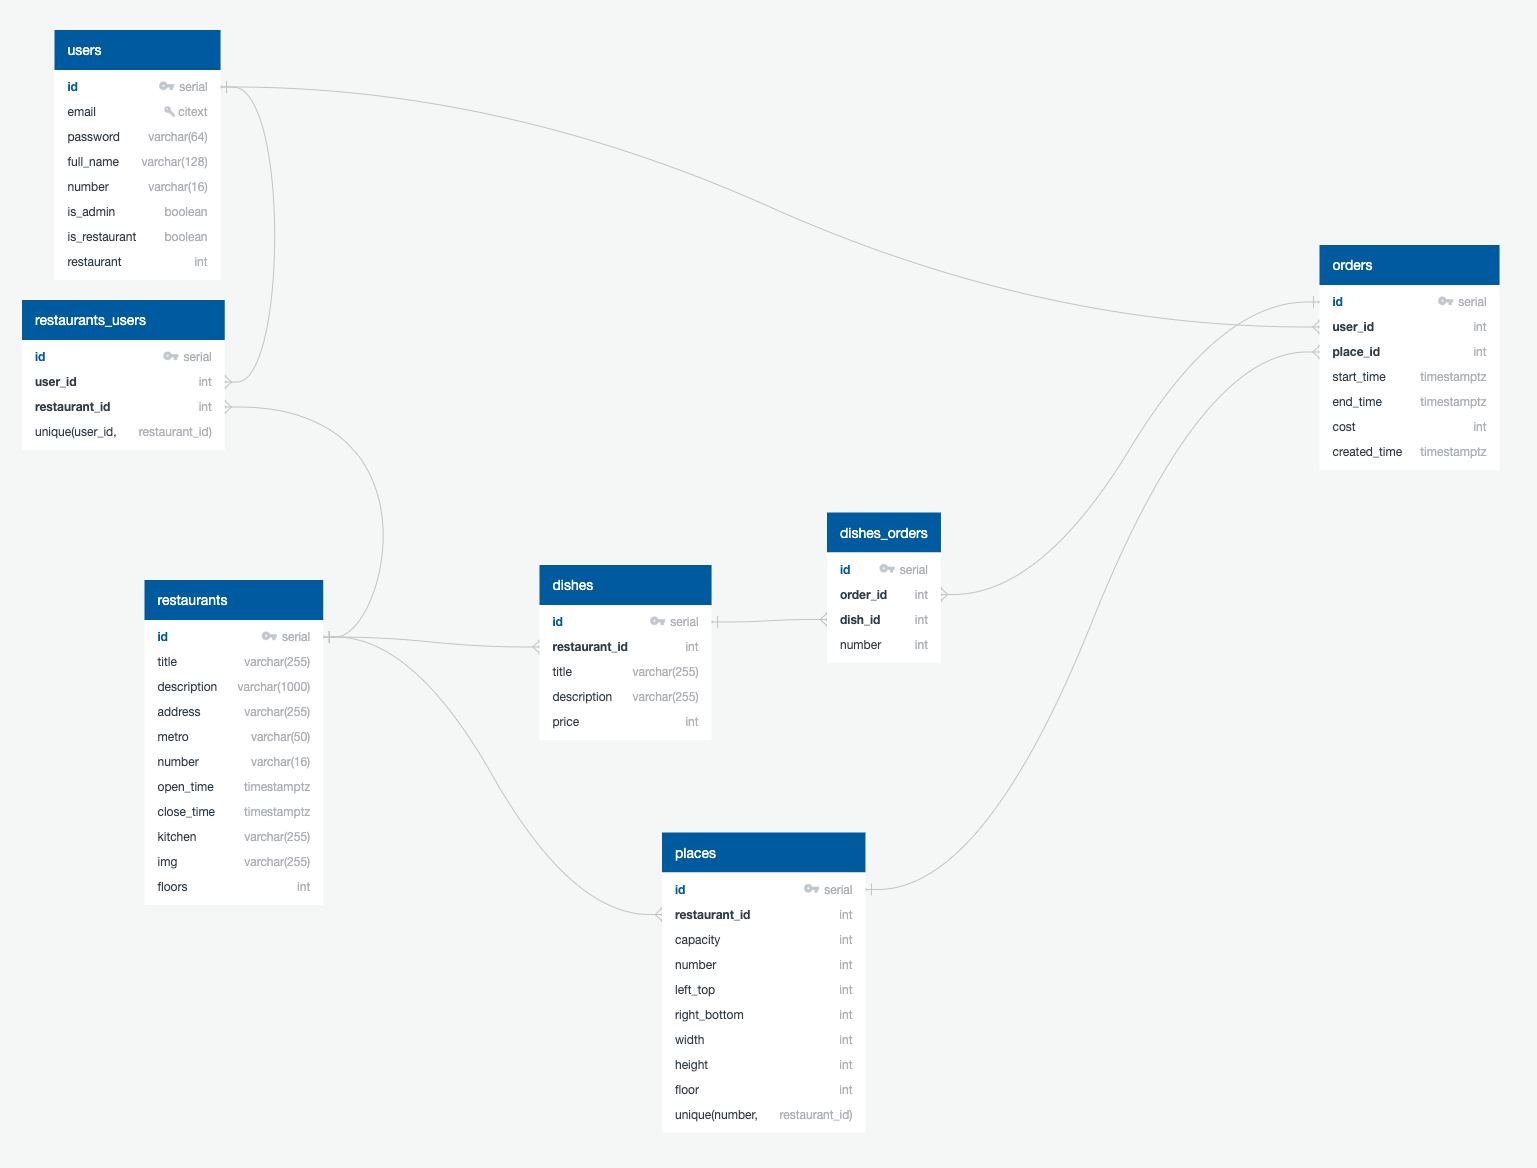 users
id serial
email citext
password varchar(64)
full_name varchar(128)
number varchar(16)
is_admin boolean
is_restaurant boolean
restaurant int
restaurants_users
id serial
user_id int
restaurant_id int
unique(user_id, restaurant_id)
orders
id serial
user_id int
place_id int
start_time timestamptz
end_time timestamptz
cost int
created_time timestamptz
restaurants
id serial
title varchar(255)
description varchar(1000)
address varchar(255)
metro varchar(50)
number varchar(16)
open_time timestamptz
close_time timestamptz
kitchen varchar(255)
img varchar(255)
floors int
dishes
id serial
restaurant_id int
title varchar(255)
description varchar(255)
price int
dishes_orders
id serial
order_id int
dish_id int
number int
places
id serial
restaurant_id int
capacity int
number int
left_top int
right_bottom int
width int
height int
floor int
unique(number, restaurant_id)